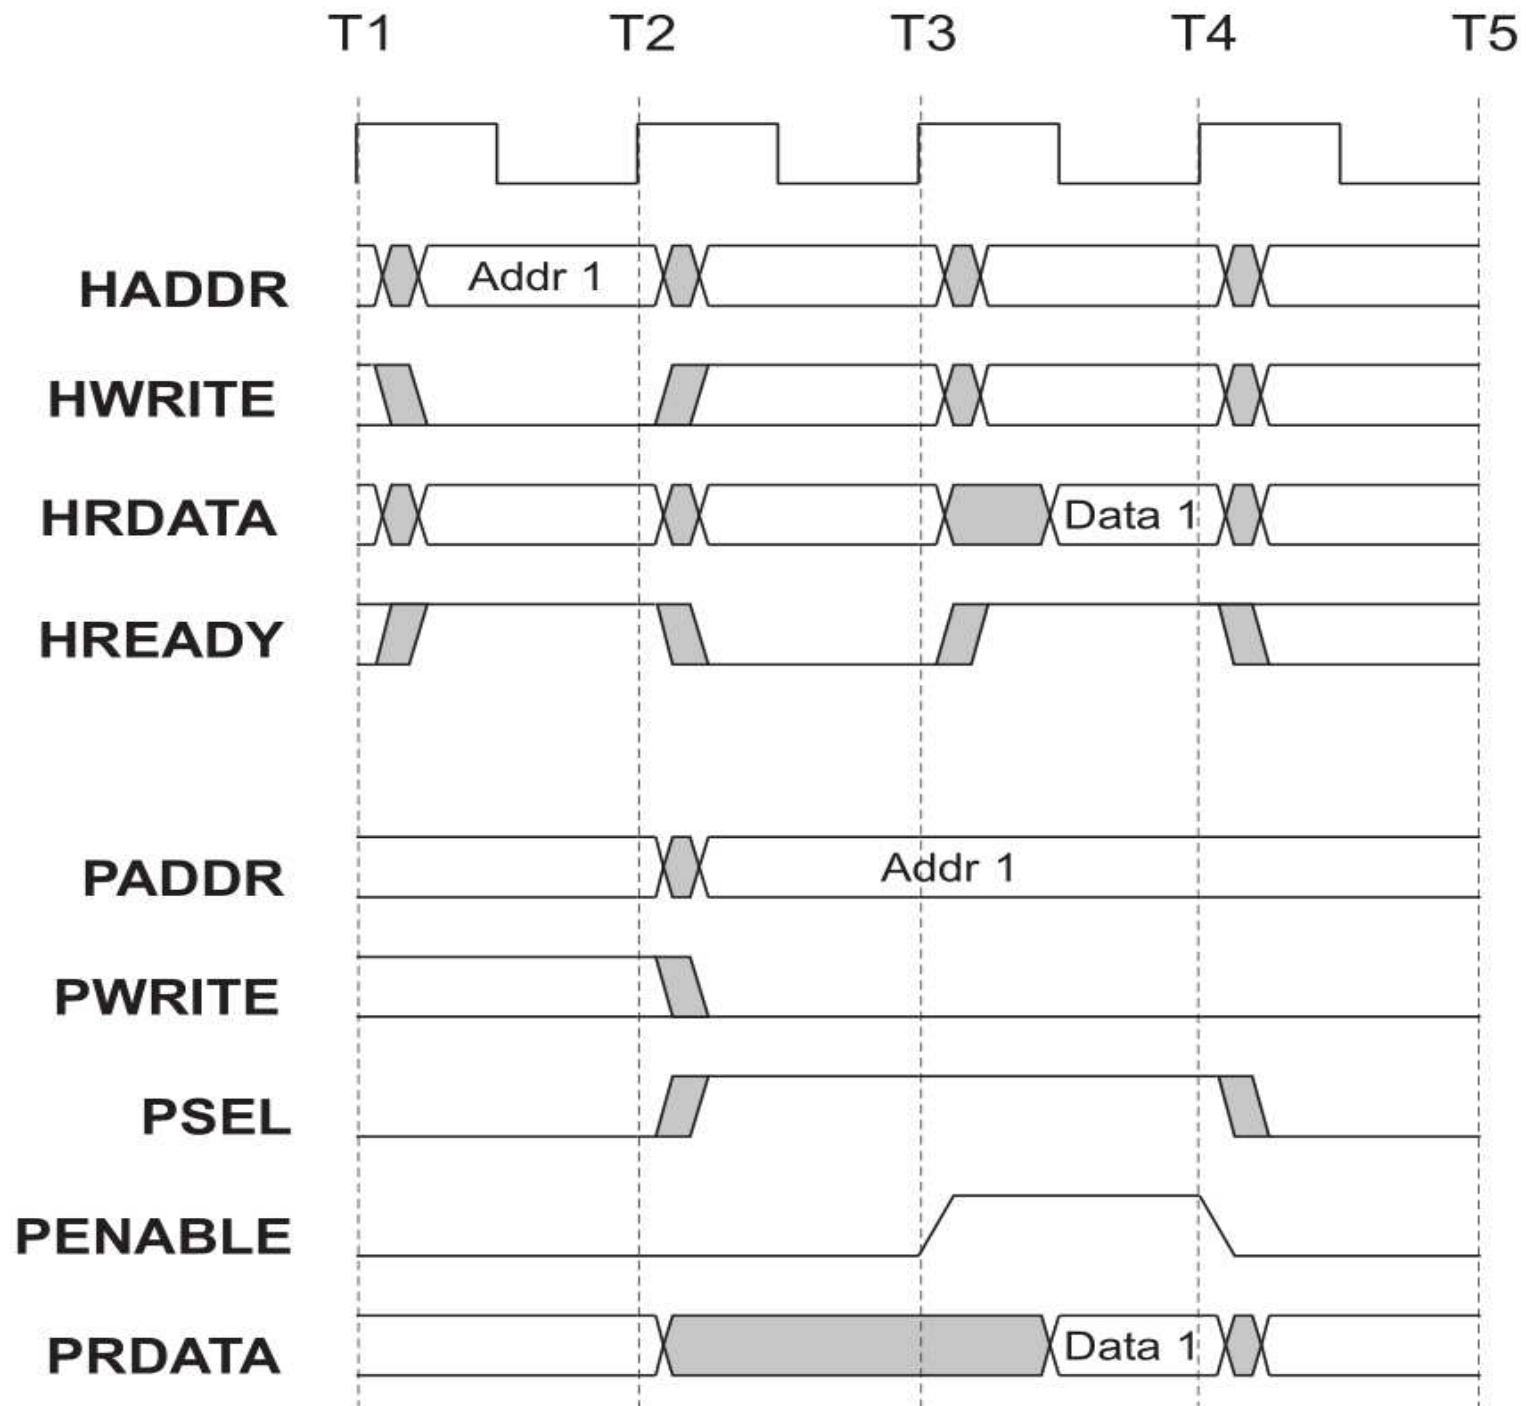 T1 T2 T3 T4 T5
HADDR Addr 1
HWRITE
HRDATA Data 1
HREADY
PADDR Addr 1
PWRITE
PSEL
PENABLE
PRDATA Data 1